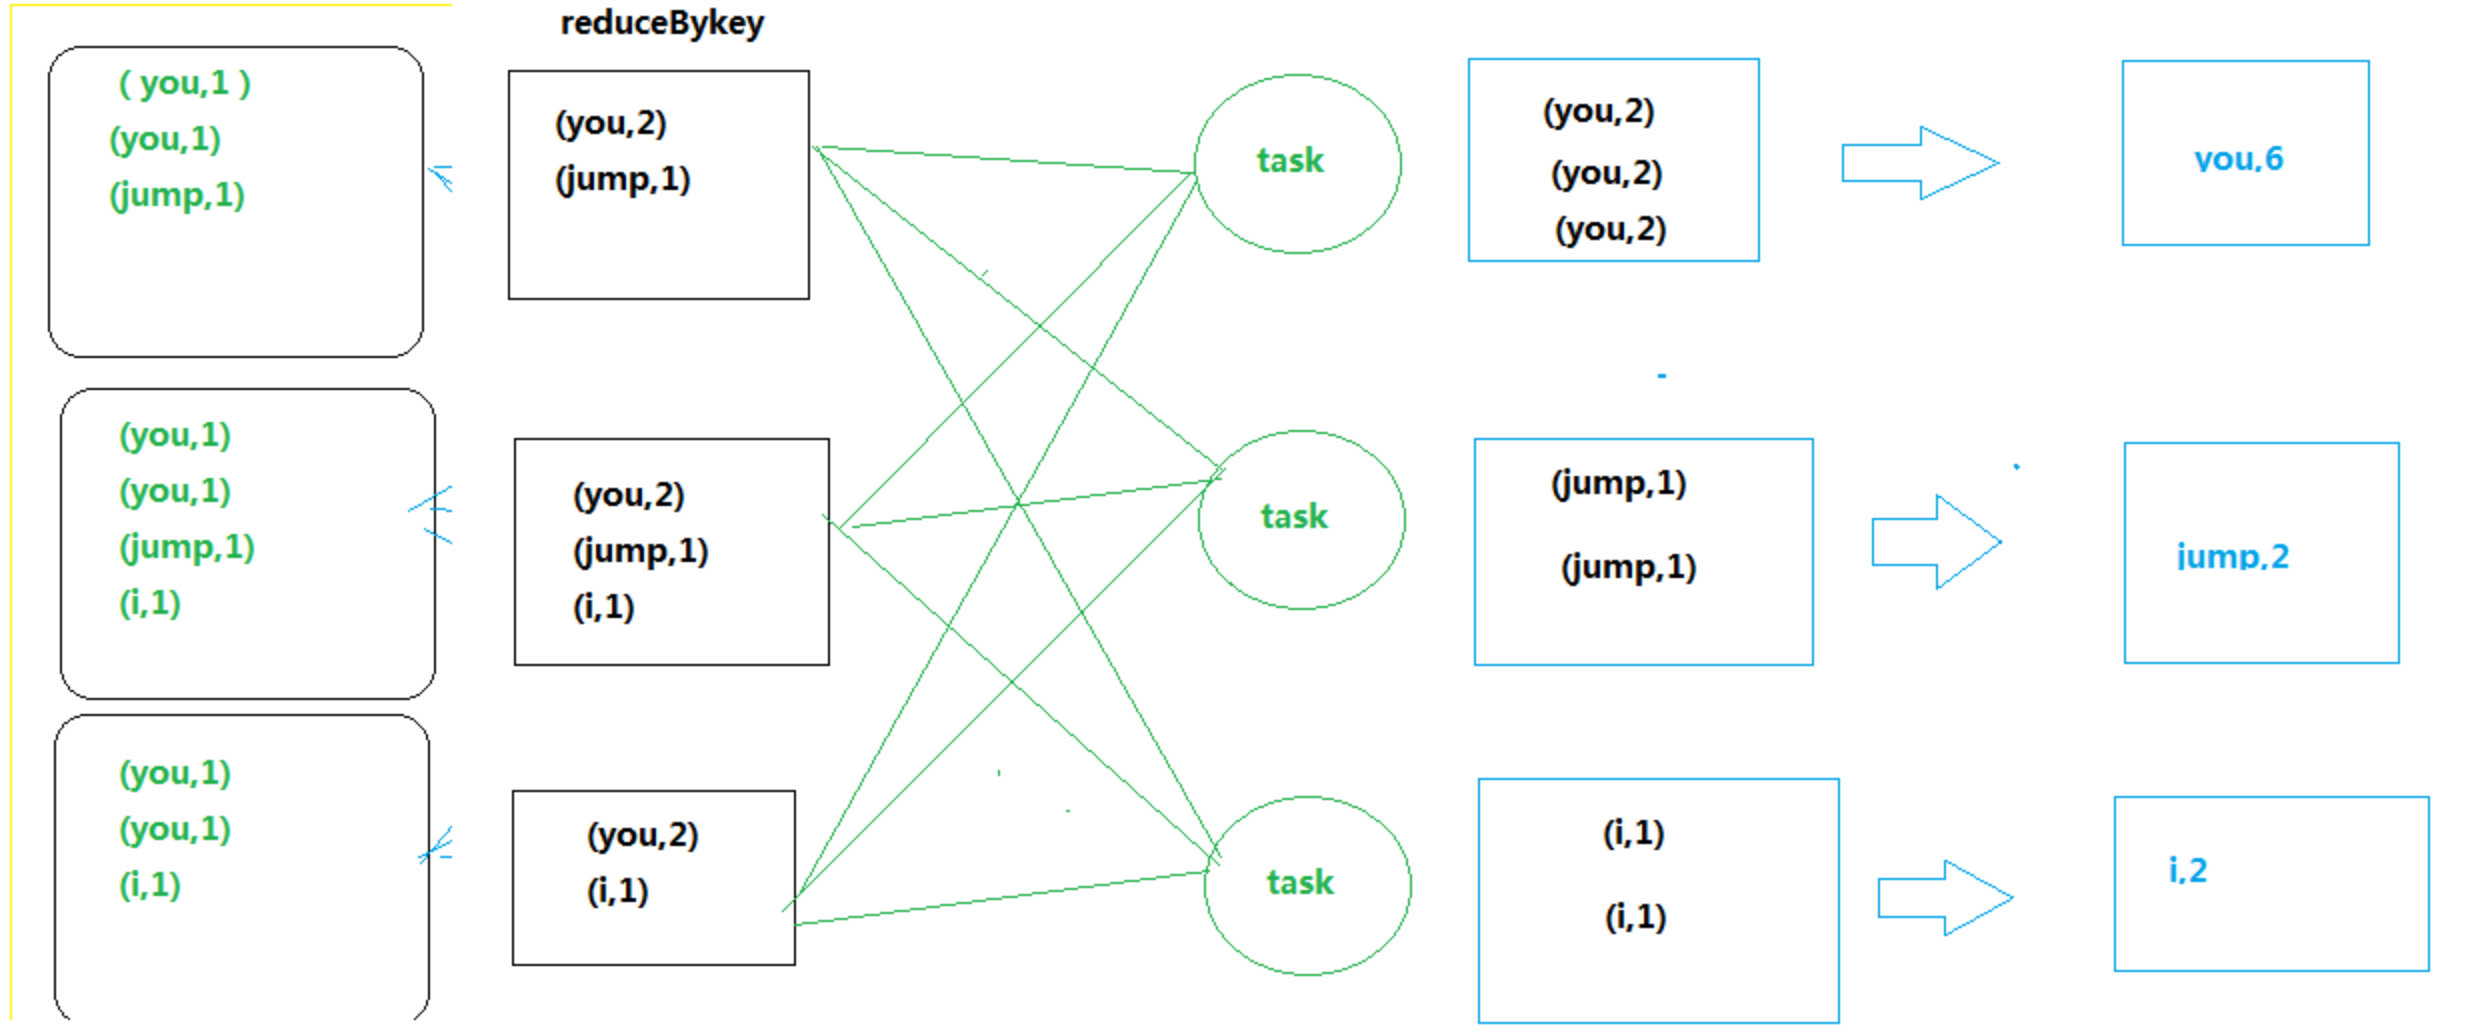 reduceBykey
( you,1 )
(you,1)
(jump,1)
(you,2)
(jump,1)
task
(you,2)
(you,2)
(you,2)
you,6
(you,1)
(you,1)
(jump,1)
(i,1)
(you,2)
(jump,1)
(i,1)
task
(jump,1)
(jump,1)
jump,2
(you,1)
(you,1)
(i,1)
(you,2)
(i,1)
task
(i,1)
(i,1)
i,2